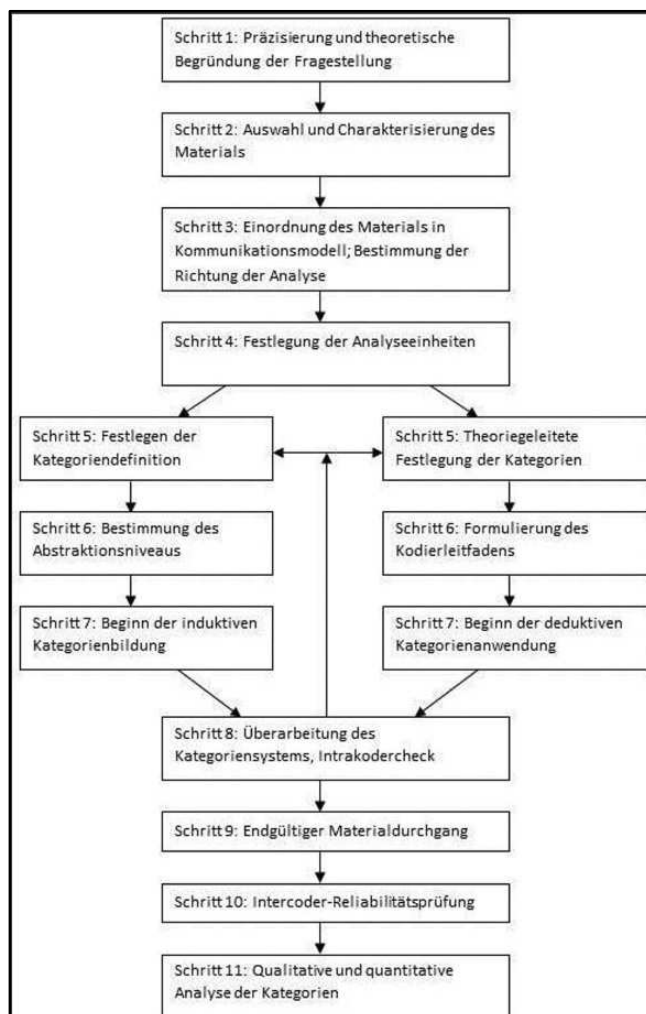 Schritt 1: Präzisierung und theoretische
Begründung der Fragestellung
Schritt 2: Auswahl und Charakterisierung des
Materials
Schritt 3: Einordnung des Materials in
Kommunikationsmodell; Bestimmung der
Richtung der Analyse
Schritt 4: Festlegung der Analyseeinheiten
Schritt 5: Festlegen der
Kategoriendefinition
Schritt 5: Theoriegeleitete
Festlegung der Kategorien
Schritt 6: Bestimmung des
Abstraktionsniveaus
Schritt 6: Formulierung des
Kodierleitfadens
Schritt 7: Beginn der induktiven
Kategorienbildung
Schritt 7: Beginn der deduktiven
Kategorienanwendung
Schritt 8: Überarbeitung des
Kategoriensystems, Intrakodercheck
Schritt 9: Endgültiger Materialdurchgang
Schritt 10: Intercoder-Reliabilitätsprüfung
Schritt 11: Qualitative und quantitative
Analyse der Kategorien